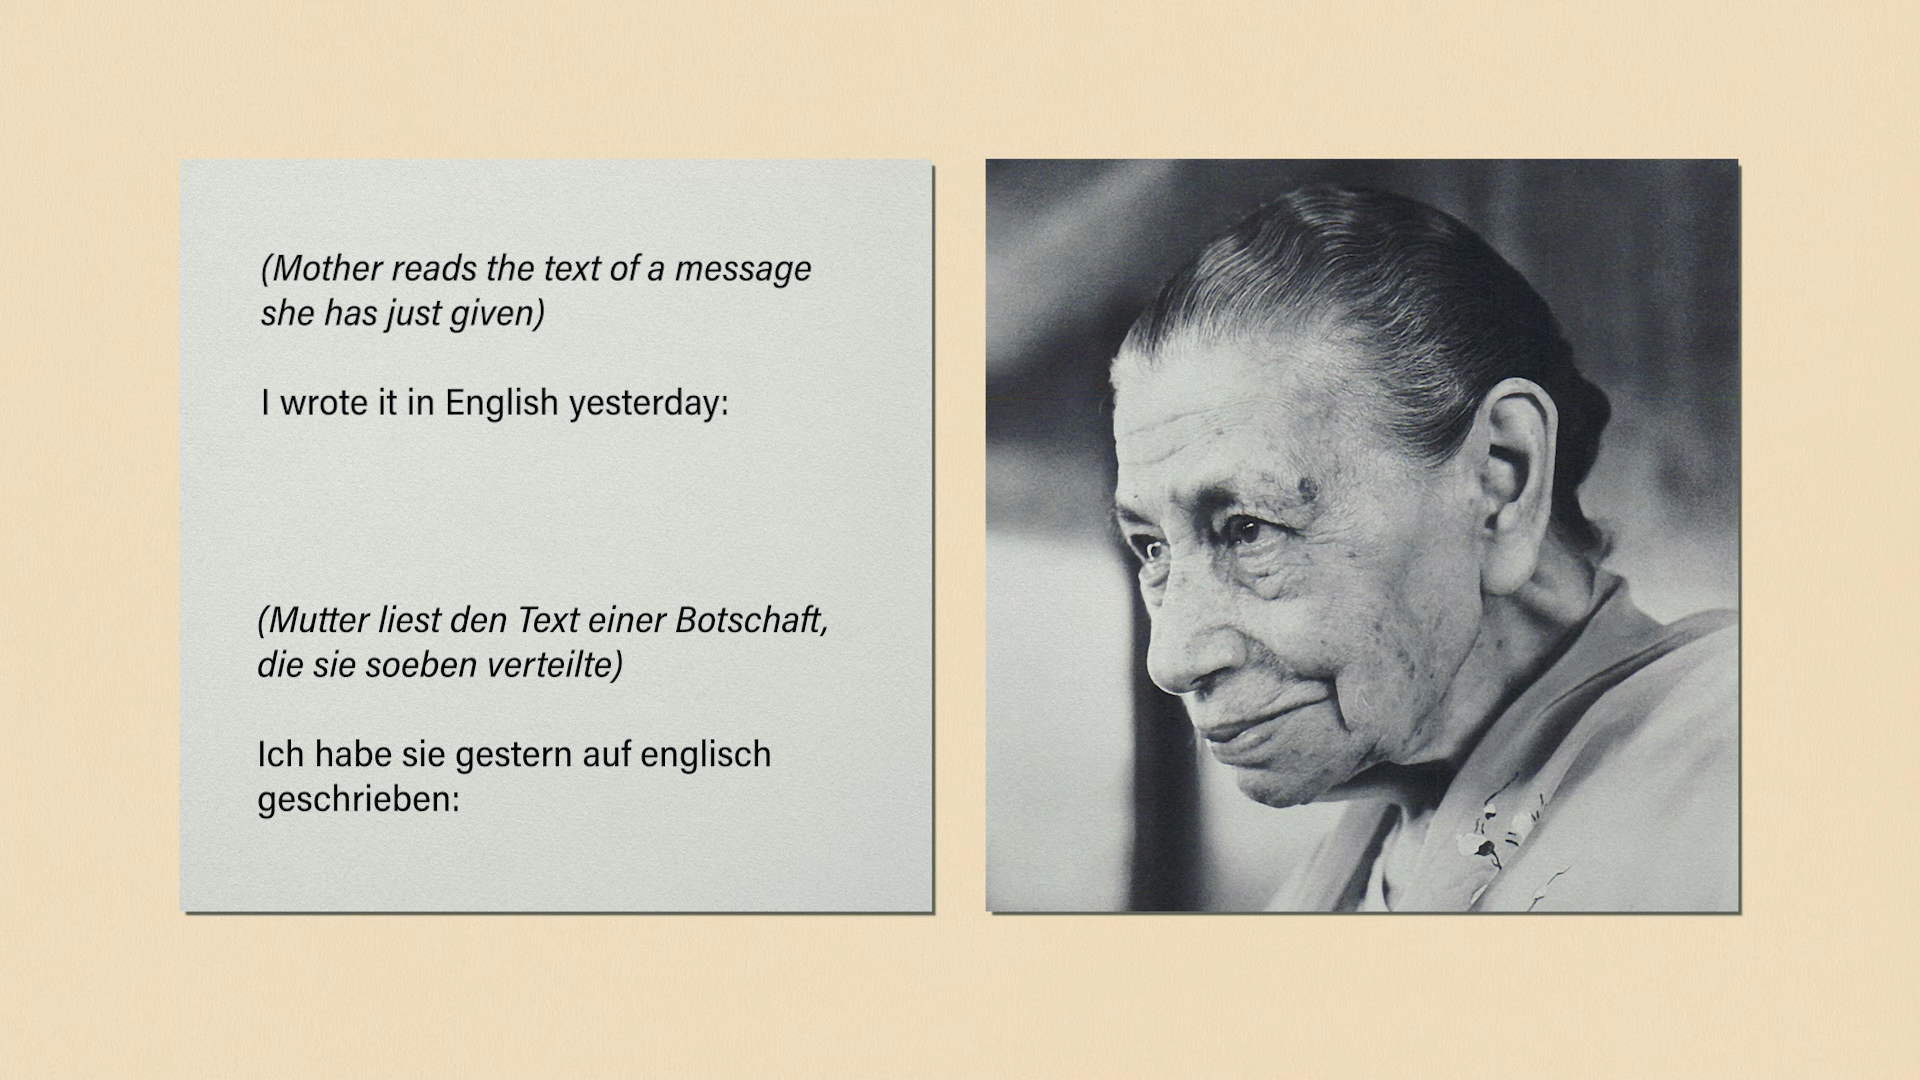 (Mother reads the text of a message
she has just given)
I wrote it in English yesterday:
(Mutter liest den Text einer Botschaft,
die sie soeben verteilte)
Ich habe sie gestern auf englisch
geschrieben: